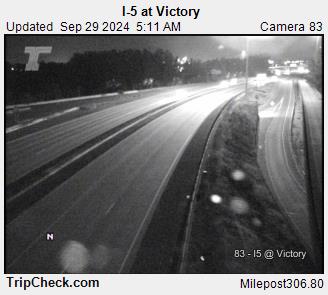 I-5 at Victory
Updated  Sep 29 2024  5:11 AM
Camera 83
T
N
83 - I5 @ Victory
TripCheck.com
Milepost306.80